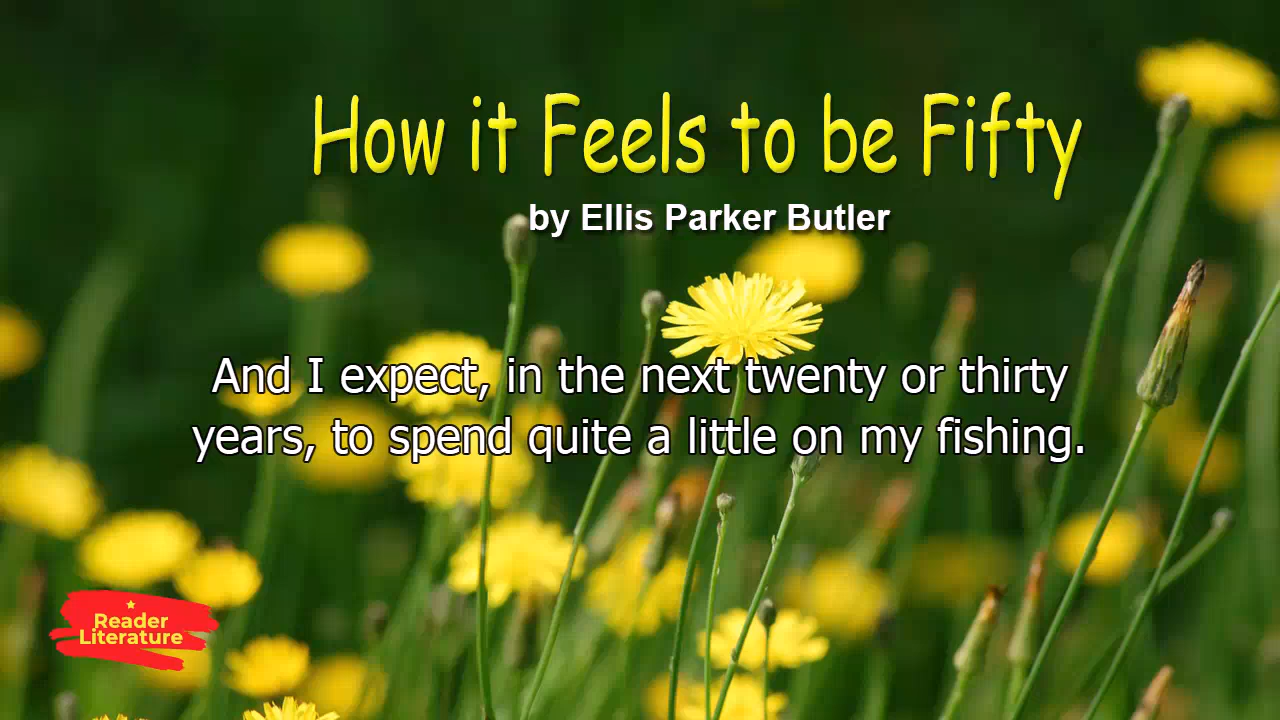 How it Feels to be Fifty
by Ellis Parker Butler
And I expect, in the next twenty or thirty
years, to spend quite a little on my fishing.
Reader
Literature